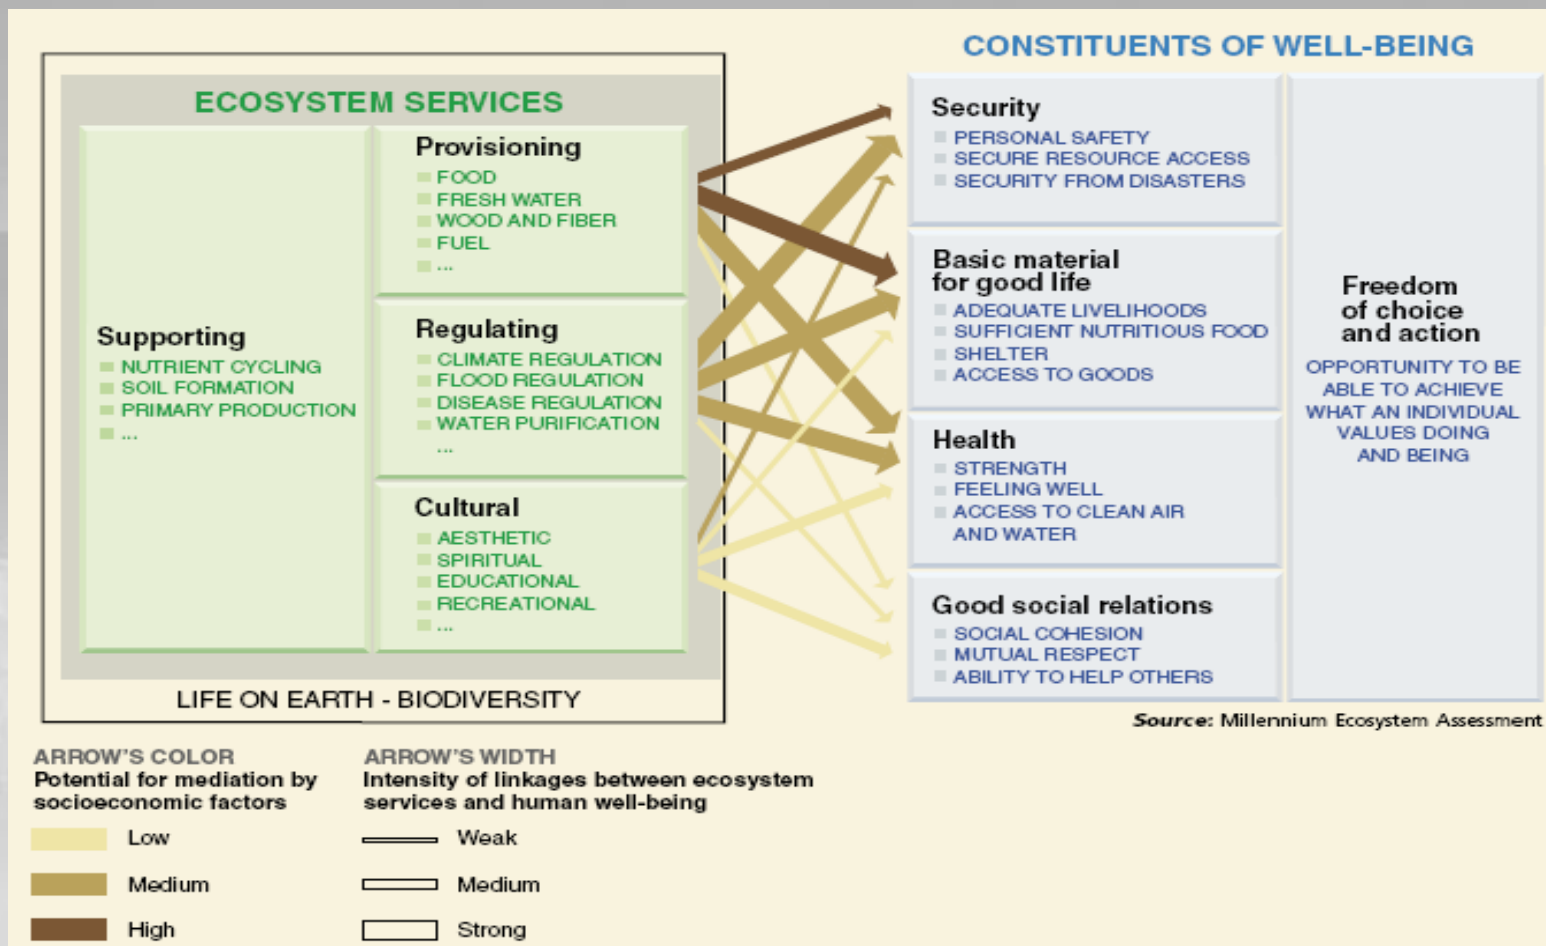 ECOSYSTEM SERVICES
Supporting
NUTRIENT CYCLING
SOIL FORMATION
PRIMARY PRODUCTION
...
Provisioning
FOOD
FRESH WATER
WOOD AND FIBER
FUEL
...
Regulating
CLIMATE REGULATION
FLOOD REGULATION
DISEASE REGULATION
WATER PURIFICATION
...
Cultural
AESTHETIC
SPIRITUAL
EDUCATIONAL
RECREATIONAL
...
LIFE ON EARTH - BIODIVERSITY
CONSTITUENTS OF WELL-BEING
Security
PERSONAL SAFETY
SECURE RESOURCE ACCESS
SECURITY FROM DISASTERS
Basic material
for good life
ADEQUATE LIVELIHOODS
SUFFICIENT NUTRITIOUS FOOD
SHELTER
ACCESS TO GOODS
Health
STRENGTH
FEELING WELL
ACCESS TO CLEAN AIR
AND WATER
Good social relations
SOCIAL COHESION
MUTUAL RESPECT
ABILITY TO HELP OTHERS
Freedom
of choice
and action
OPPORTUNITY TO BE
ABLE TO ACHIEVE
WHAT AN INDIVIDUAL
VALUES DOING
AND BEING
Source: Millennium Ecosystem Assessment
ARROW'S COLOR
Potential for mediation by
socioeconomic factors
Low
Medium
High
ARROW'S WIDTH
Intensity of linkages between ecosystem
services and human well-being
Weak
Medium
Strong